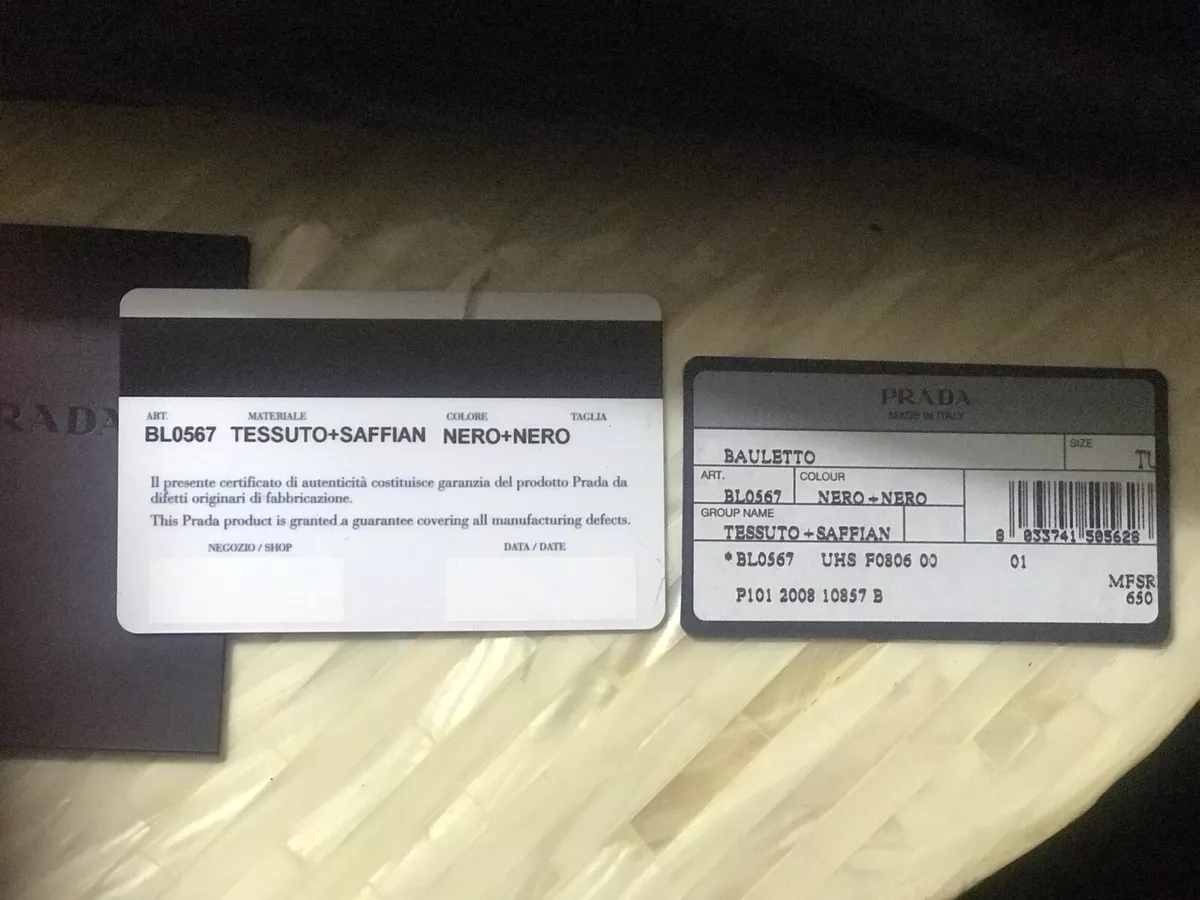 RADA
ART. MATERIALE COLORE TAGLIA
BL0567 TESSUTO+SAFFIAN NERO+NERO
Il presente certificato di autenticità costituisce garanzia del prodotto Prada da
difetti originari di fabbricazione.
This Prada product is granted a guarantee covering all manufacturing defects.
NEGOZIO / SHOP DATA / DATE
PRADA
MADE IN ITALY
BAULETTO SIZE TU
ART. COLOUR
BL0567 NERO+NERO
GROUP NAME
TESSUTO+SAFFIAN 8 033741 505628
*BL0567 UHS F0806 00 01
MFSR
P101 2008 10857 B 650